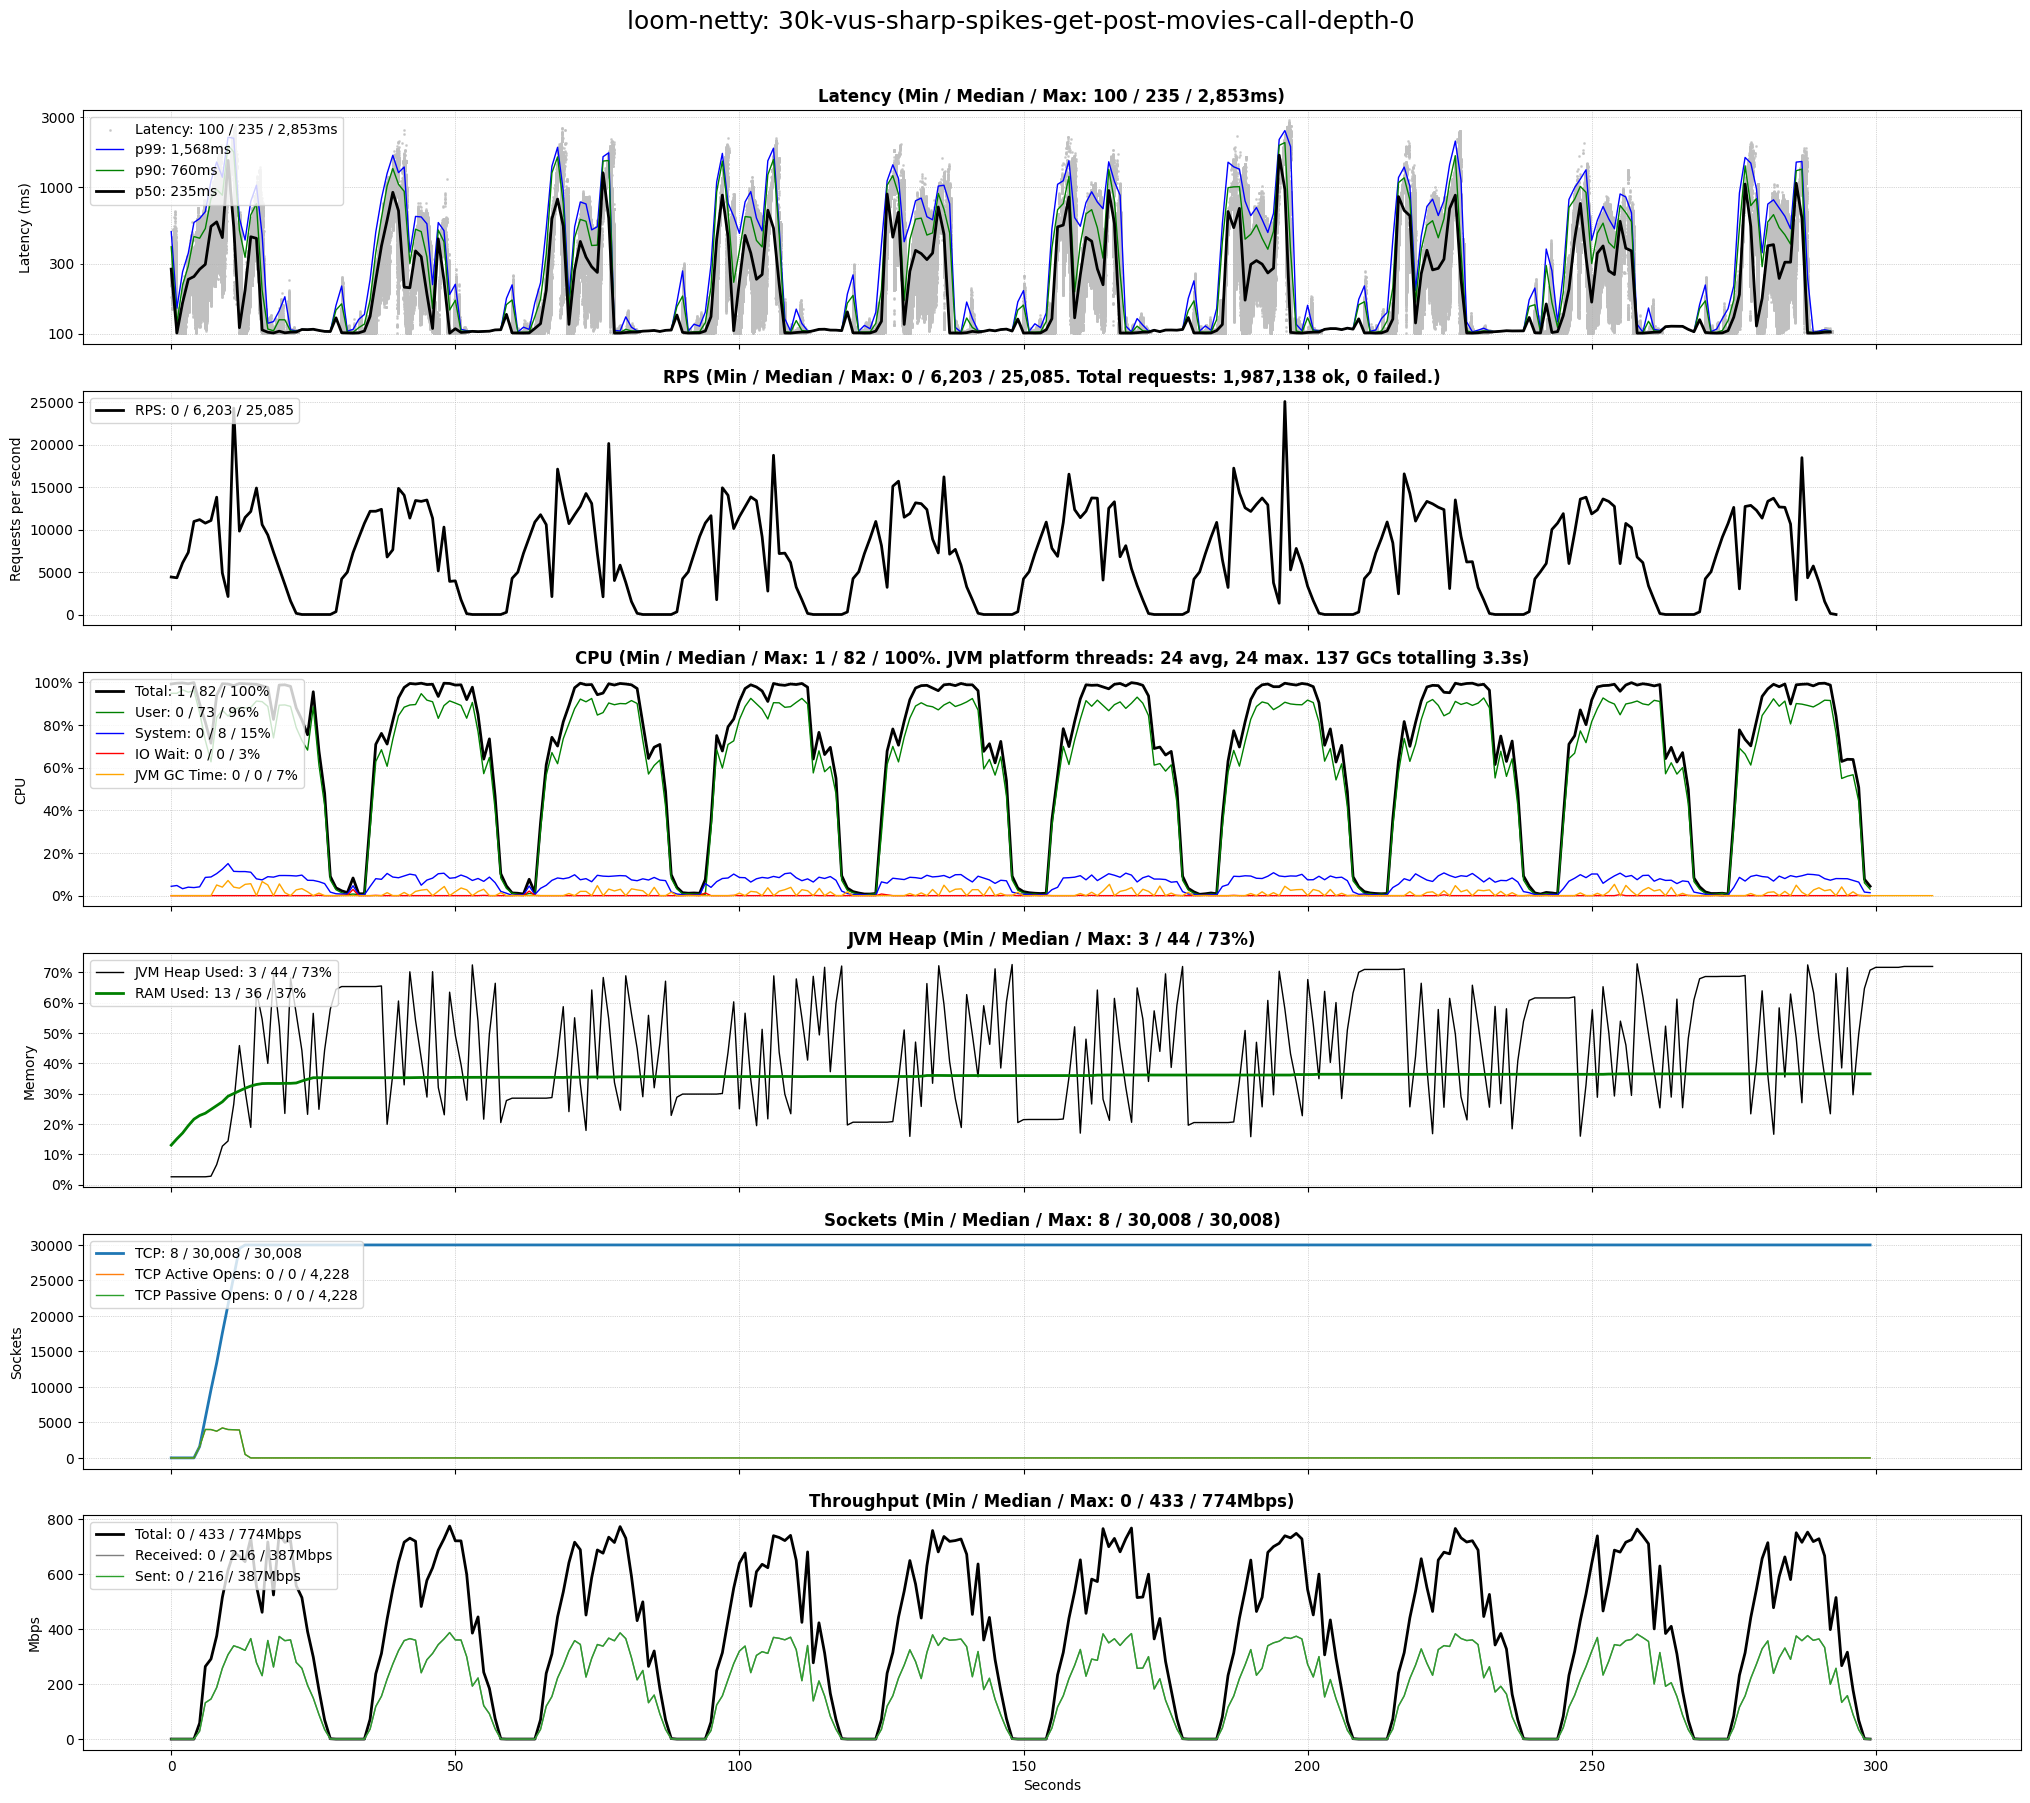 loom-netty: 30k-vus-sharp-spikes-get-post-movies-call-depth-0
Latency (Min / Median / Max: 100 / 235 / 2,853ms)
3000
1000
300
100
Latency (ms)
Latency: 100 / 235 / 2,853ms
p99: 1,568ms
p90: 760ms
p50: 235ms
RPS (Min / Median / Max: 0 / 6,203 / 25,085. Total requests: 1,987,138 ok, 0 failed.)
25000
20000
15000
10000
5000
0
Requests per second
RPS: 0 / 6,203 / 25,085
CPU (Min / Median / Max: 1 / 82 / 100%. JVM platform threads: 24 avg, 24 max. 137 GCs totalling 3.3s)
100%
80%
60%
40%
20%
0%
CPU
Total: 1 / 82 / 100%
User: 0 / 73 / 96%
System: 0 / 8 / 15%
IO Wait: 0 / 0 / 3%
JVM GC Time: 0 / 0 / 7%
JVM Heap (Min / Median / Max: 3 / 44 / 73%)
70%
60%
50%
40%
30%
20%
10%
0%
Memory
JVM Heap Used: 3 / 44 / 73%
RAM Used: 13 / 36 / 37%
Sockets (Min / Median / Max: 8 / 30,008 / 30,008)
30000
25000
20000
15000
10000
5000
0
Sockets
TCP: 8 / 30,008 / 30,008
TCP Active Opens: 0 / 0 / 4,228
TCP Passive Opens: 0 / 0 / 4,228
Throughput (Min / Median / Max: 0 / 433 / 774Mbps)
800
600
400
200
0
Mbps
Total: 0 / 433 / 774Mbps
Received: 0 / 216 / 387Mbps
Sent: 0 / 216 / 387Mbps
0
50
100
150
200
250
300
Seconds